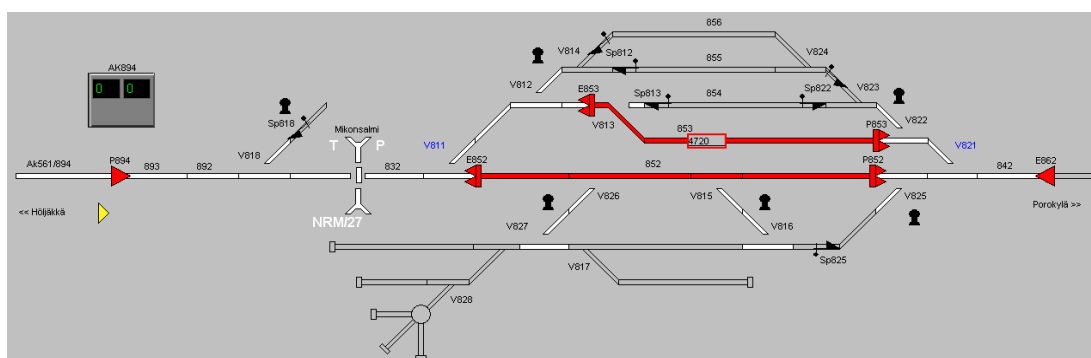 856
V814
Sp812
V824
855
AK894
0 0
V812
V823
E853
Sp813
854
Sp822
Sp818
Mikonsalmi
T P
V813
853
4720
P853
V822
V811
V821
V818
Ak561/894
P894
893
892
832
E852
852
P852
842
E862
<< Höljäkkä
NRM/27
V826
V815
V825
Porokylä >>
V827
V816
Sp825
V817
V828